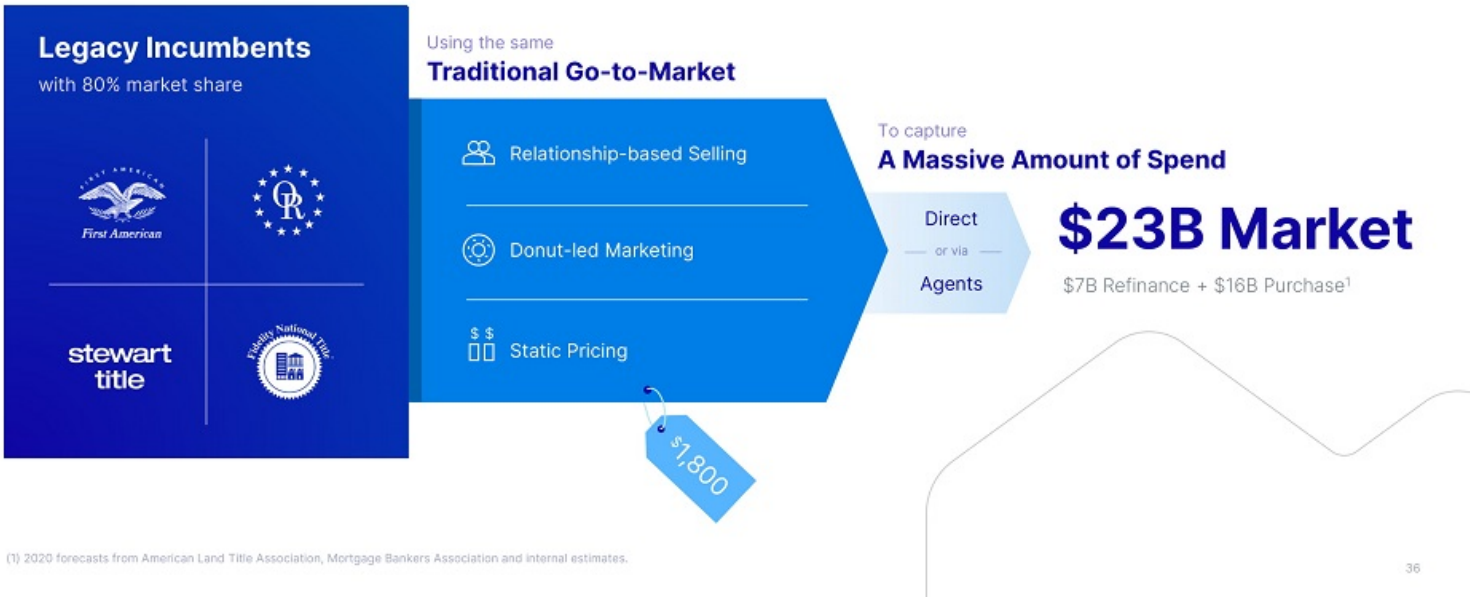 Legacy Incumbents
with 80% market share
FIRST AMERICAN
First American
OR
stewart
title
Fidelity National Title
Using the same
Traditional Go-to-Market
Relationship-based Selling
Donut-led Marketing
$ $
Static Pricing
$1,800
To capture
A Massive Amount of Spend
Direct
or via
Agents
$23B Market
$7B Refinance + $16B Purchase¹
(1) 2020 forecasts from American Land Title Association, Mortgage Bankers Association and internal estimates.
36